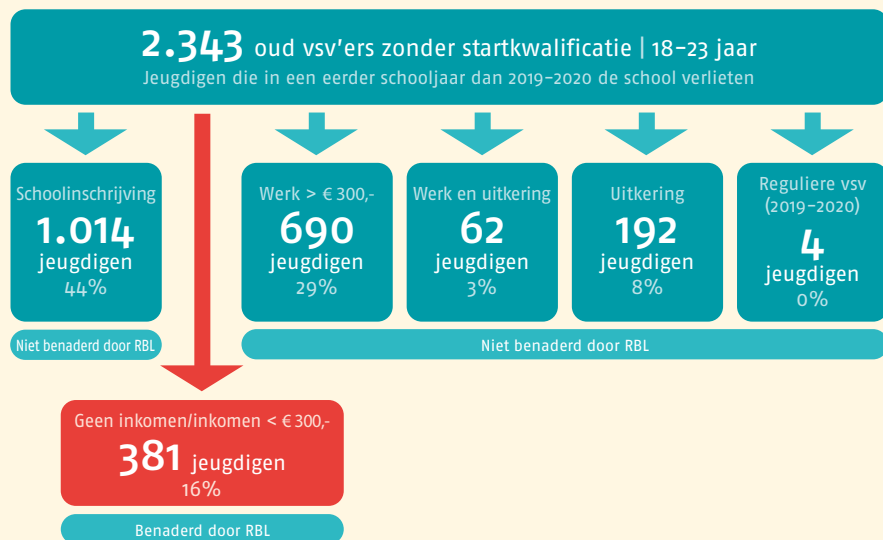 2.343 oud vsv'ers zonder startkwalificatie | 18-23 jaar
Jeugdigen die in een eerder schooljaar dan 2019-2020 de school verlieten
Schoolinschrijving
1.014
jeugdigen
44%
Niet benaderd door RBL
Werk > € 300,-
690
jeugdigen
29%
Werk en uitkering
62
jeugdigen
3%
Uitkering
192
jeugdigen
8%
Reguliere vsv
(2019-2020)
4
jeugdigen
0%
Niet benaderd door RBL
Geen inkomen/inkomen < € 300,-
381 jeugdigen
16%
Benaderd door RBL